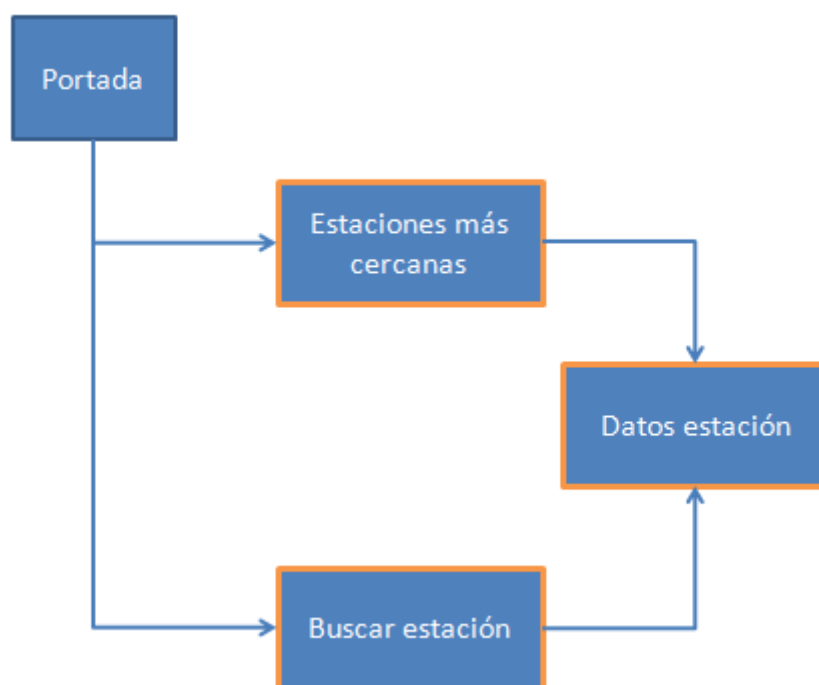 Portada
Estaciones más
cercanas
Datos estación
Buscar estación